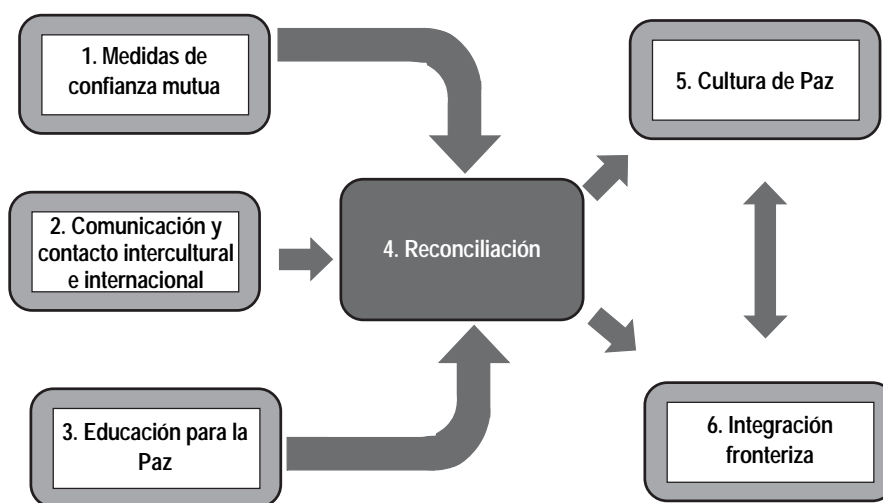 1. Medidas de
confianza mutua
2. Comunicación y
contacto intercultural
e internacional
3. Educación para la
Paz
4. Reconciliación
5. Cultura de Paz
6. Integración
fronteriza